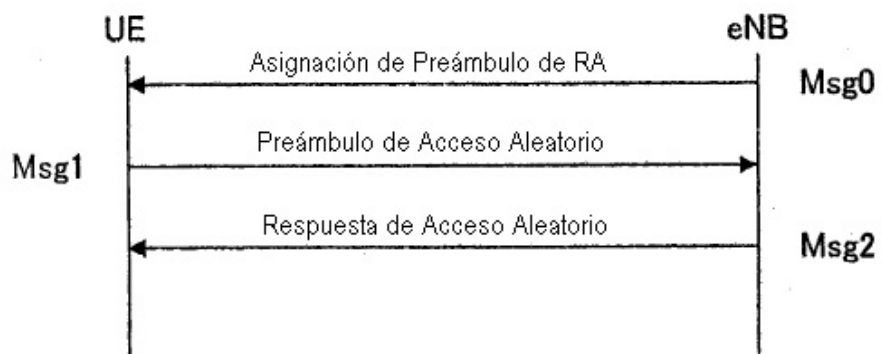 UE
eNB
Asignación de Preámbulo de RA
Msg0
Preámbulo de Acceso Aleatorio
Msg1
Respuesta de Acceso Aleatorio
Msg2